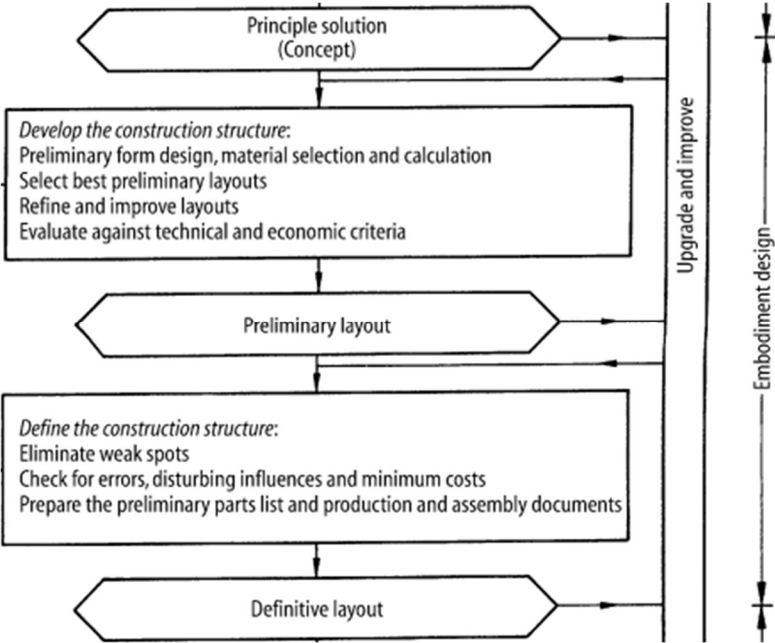 Principle solution
(Concept)
Develop the construction structure:
Preliminary form design, material selection and calculation
Select best preliminary layouts
Refine and improve layouts
Evaluate against technical and economic criteria
Preliminary layout
Define the construction structure:
Eliminate weak spots
Check for errors, disturbing influences and minimum costs
Prepare the preliminary parts list and production and assembly documents
Definitive layout
Upgrade and improve
Embodiment design